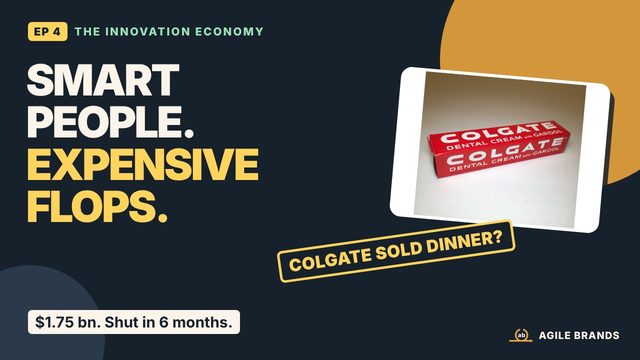 EP 4 THE INNOVATION ECONOMY
SMART
PEOPLE.
EXPENSIVE
FLOPS.
COLGATE
DENTAL CREAM with GARDOL
COLGATE
DENTAL CREAM with GARDOL
COLGATE SOLD DINNER?
$1.75 bn. Shut in 6 months.
ab AGILE BRANDS